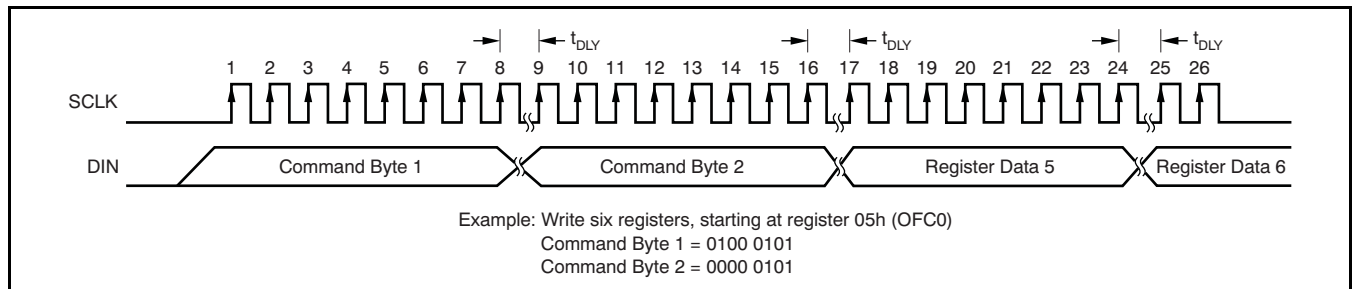 t_DLY t_DLY t_DLY
1 2 3 4 5 6 7 8 9 10 11 12 13 14 15 16 17 18 19 20 21 22 23 24 25 26
SCLK
DIN Command Byte 1 Command Byte 2 Register Data 5 Register Data 6
Example: Write six registers, starting at register 05h (OFC0)
Command Byte 1 = 0100 0101
Command Byte 2 = 0000 0101